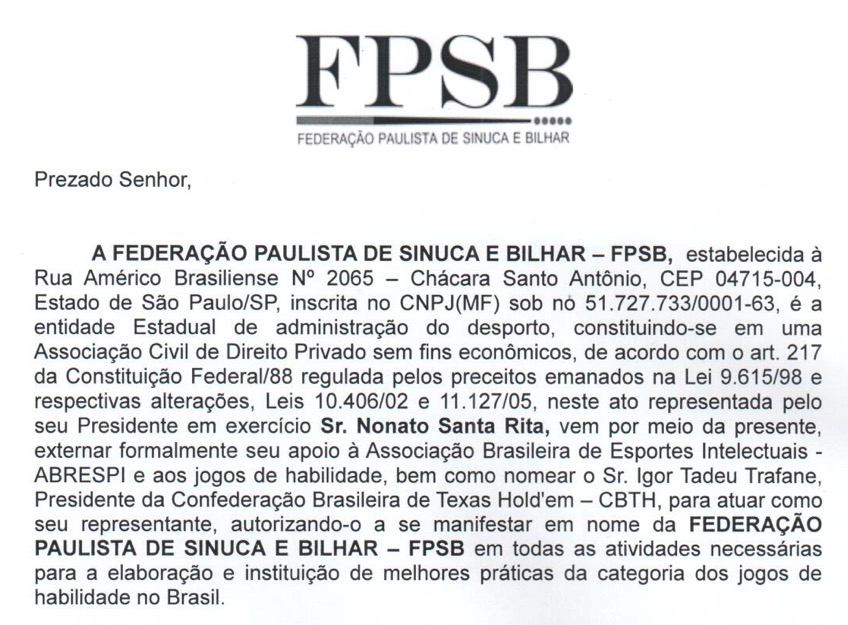 FPSB
FEDERAÇÃO PAULISTA DE SINUCA E BILHAR
Prezado Senhor,
A FEDERAÇÃO PAULISTA DE SINUCA E BILHAR – FPSB, estabelecida à
Rua Américo Brasiliense Nº 2065 – Chácara Santo Antônio, CEP 04715-004,
Estado de São Paulo/SP, inscrita no CNPJ(MF) sob nó 51.727.733/0001-63, é a
entidade Estadual de administração do desporto, constituindo-se em uma
Associação Civil de Direito Privado sem fins econômicos, de acordo com o art. 217
da Constituição Federal/88 regulada pelos preceitos emanados na Lei 9.615/98 e
respectivas alterações, Leis 10.406/02 e 11.127/05, neste ato representada pelo
seu Presidente em exercício Sr. Nonato Santa Rita, vem por meio da presente,
externar formalmente seu apoio à Associação Brasileira de Esportes Intelectuais -
ABRESPI e aos jogos de habilidade, bem como nomear o Sr. Igor Tadeu Trafane,
Presidente da Confederação Brasileira de Texas Hold'em – CBTH, para atuar como
seu representante, autorizando-o a se manifestar em nome da FEDERAÇÃO
PAULISTA DE SINUCA E BILHAR – FPSB em todas as atividades necessárias
para a elaboração e instituição de melhores práticas da categoria dos jogos de
habilidade no Brasil.